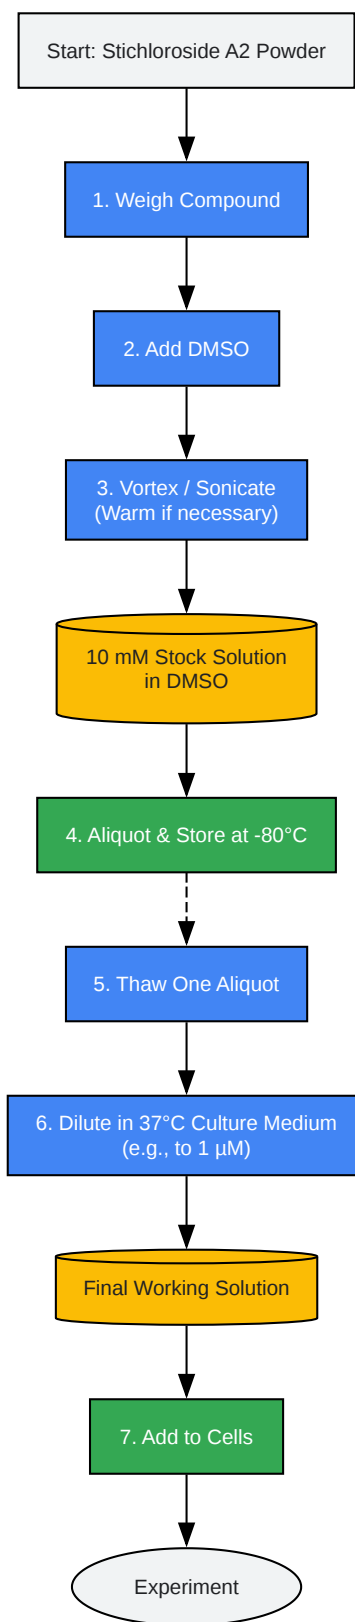 Start: Stichloroside A2 Powder
1. Weigh Compound
2. Add DMSO
3. Vortex / Sonicate
(Warm if necessary)
10 mM Stock Solution
in DMSO
4. Aliquot & Store at -80°C
5. Thaw One Aliquot
6. Dilute in 37°C Culture Medium
(e.g., to 1 µM)
Final Working Solution
7. Add to Cells
Experiment